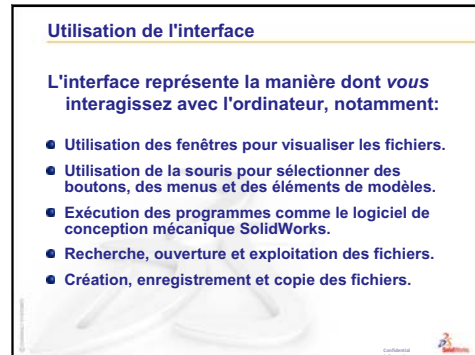 Utilisation de l'interface
L'interface représente la manière dont vous
interagissez avec l'ordinateur, notamment:
Utilisation des fenêtres pour visualiser les fichiers.
Utilisation de la souris pour sélectionner des
boutons, des menus et des éléments de modèles.
Exécution des programmes comme le logiciel de
conception mécanique SolidWorks.
Recherche, ouverture et exploitation des fichiers.
Création, enregistrement et copie des fichiers.
Confidential
SolidWorks